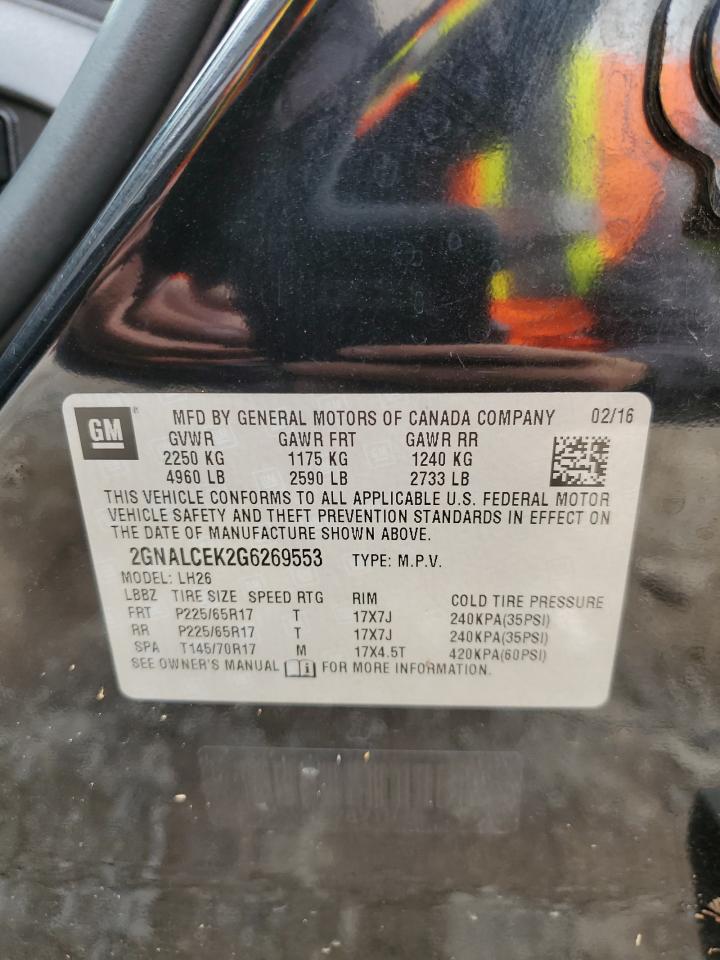 GM ® MFD BY GENERAL MOTORS OF CANADA COMPANY 02/16
GVWR GAWR FRT GAWR RR
2250 KG 1175 KG 1240 KG
4960 LB 2590 LB 2733 LB
THIS VEHICLE CONFORMS TO ALL APPLICABLE U.S. FEDERAL MOTOR
VEHICLE SAFETY AND THEFT PREVENTION STANDARDS IN EFFECT ON
THE DATE OF MANUFACTURE SHOWN ABOVE.
2GNALCEK2G6269553 TYPE: M.P.V.
MODEL: LH26
LBBZ TIRE SIZE SPEED RTG RIM COLD TIRE PRESSURE
FRT P225/65R17 T 17X7J 240KPA(35PSI)
RR P225/65R17 T 17X7J 240KPA(35PSI)
SPA T145/70R17 M 17X4.5T 420KPA(60PSI)
SEE OWNER'S MANUAL FOR MORE INFORMATION.